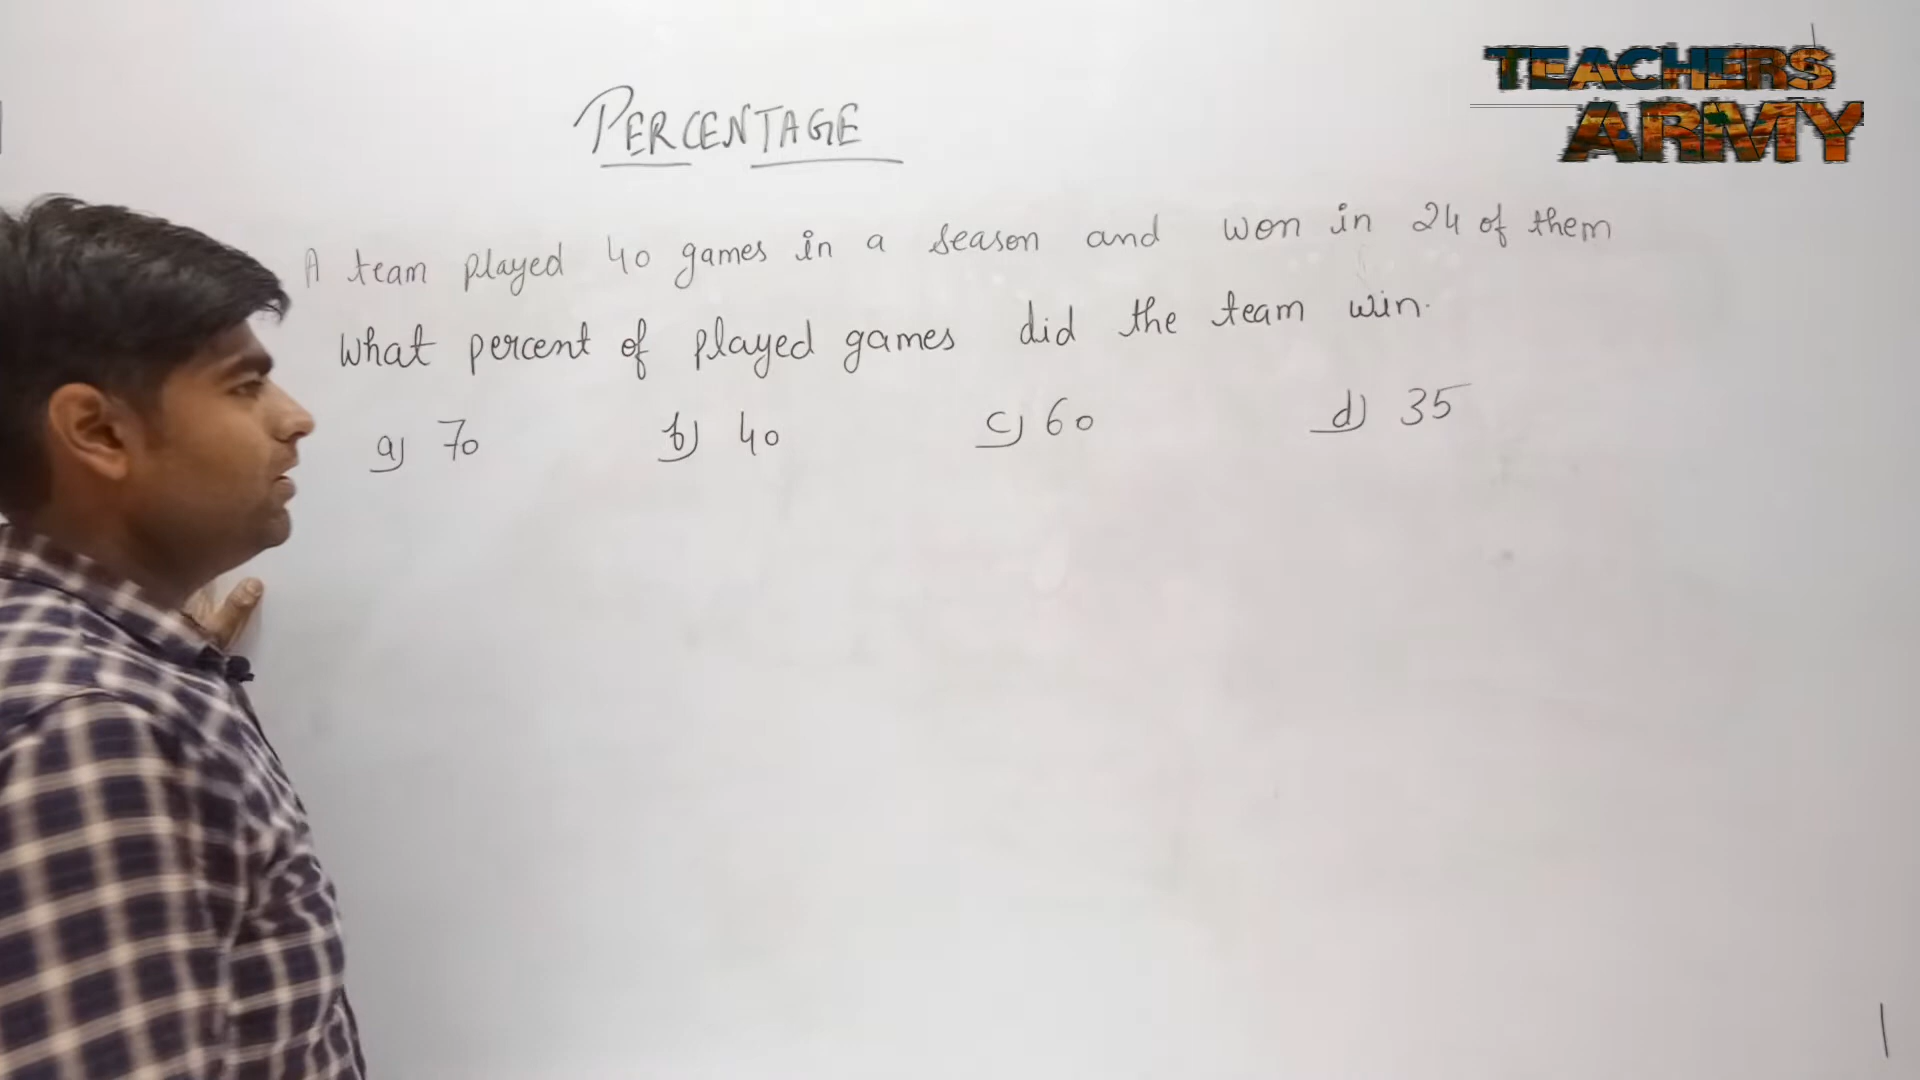 TEACHERS
ARMY
PERCENTAGE
A team played 40 games in a season and won in 24 of them
What percent of played games did the team win.
a) 70 b) 40 c) 60 d) 35